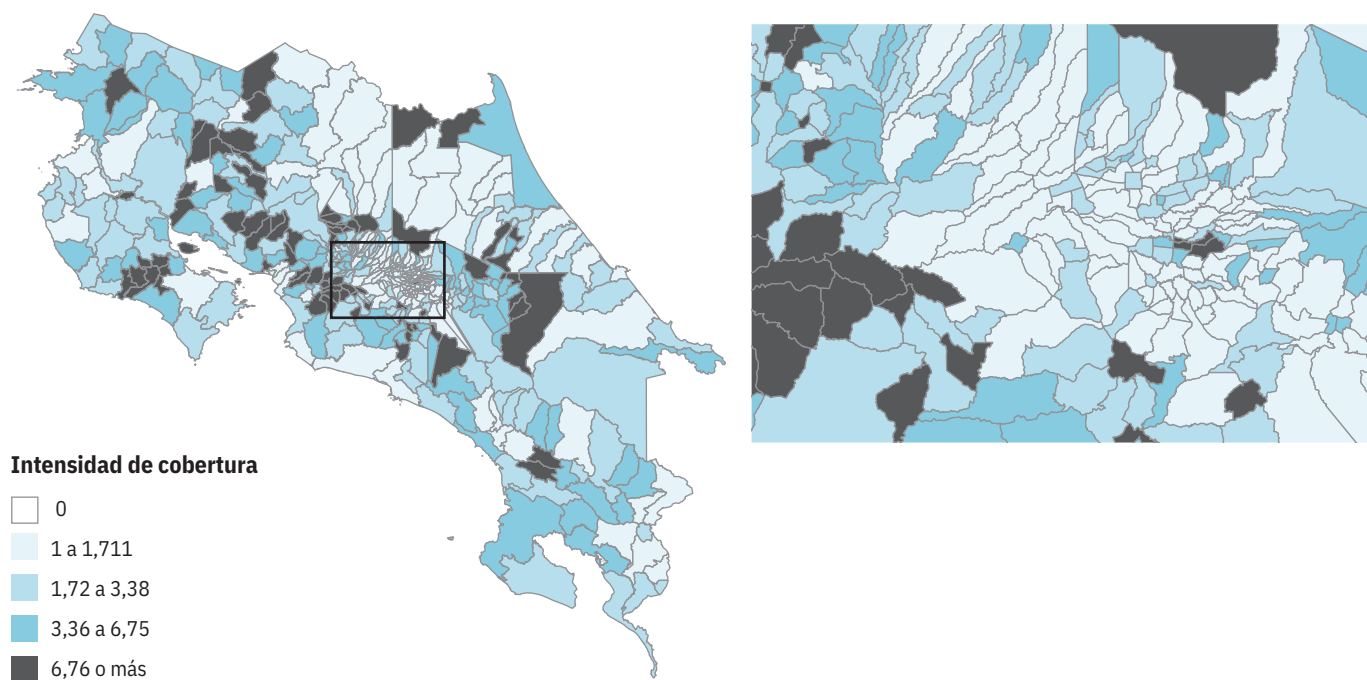 Intensidad de cobertura
0
1 a 1,711
1,72 a 3,38
3,36 a 6,75
6,76 o más